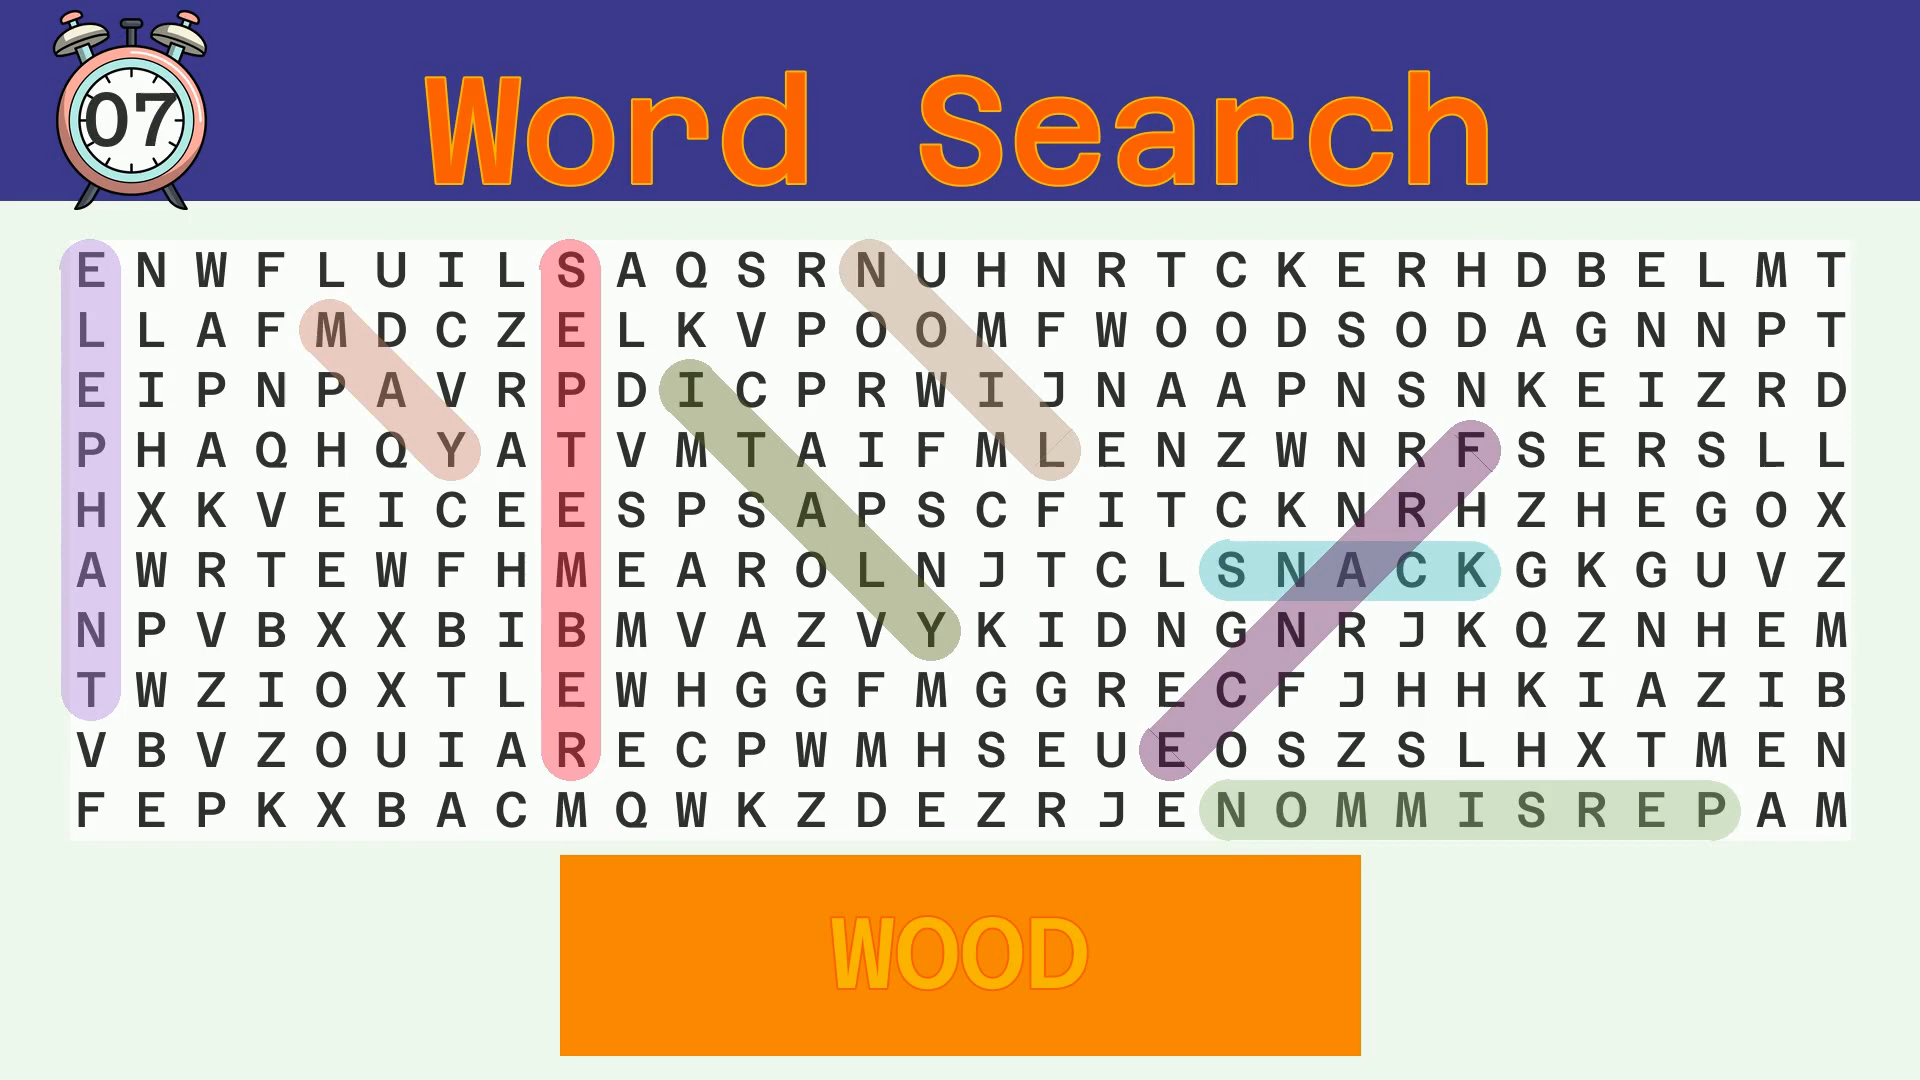 07
Word Search
E N W F L U I L S A Q S R N U H N R T C K E R H D B E L M T
L L A F M D C Z E L K V P O O M F W O O D S O D A G N N P T
E I P N P A V R P D I C P R W I J N A A P N S N K E I Z R D
P H A Q H Q Y A T V M T A I F M L E N Z W N R F S E R S L L
H X K V E I C E E S P S A P S C F I T C K N R H Z H E G O X
A W R T E W F H M E A R O L N J T C L S N A C K G K G U V Z
N P V B X X B I B M V A Z V Y K I D N G N R J K Q Z N H E M
T W Z I O X T L E W H G G F M G G R E C F J H H K I A Z I B
V B V Z O U I A R E C P W M H S E U E O S Z S L H X T M E N
F E P K X B A C M Q W K Z D E Z R J E N O M M I S R E P A M
WOOD